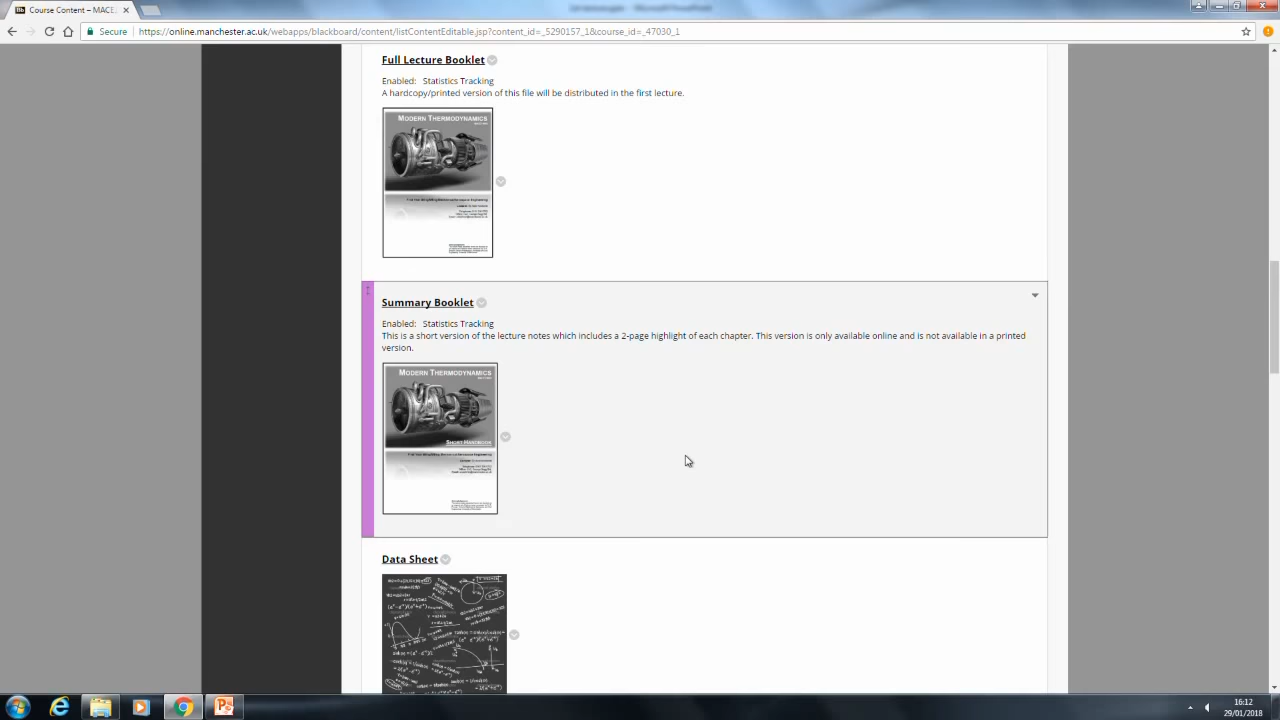 Course Content – MACE
Secure
https://online.manchester.ac.uk/webapps/blackboard/content/listContentEditable.jsp?content_id=_5290157_1&course_id=_47030_1
Full Lecture Booklet
Enabled: Statistics Tracking
A hardcopy/printed version of this file will be distributed in the first lecture.
MODERN THERMODYNAMICS
Summary Booklet
Enabled: Statistics Tracking
This is a short version of the lecture notes which includes a 2-page highlight of each chapter. This version is only available online and is not available in a printed
version.
MODERN THERMODYNAMICS
SHORT HANDBOOK
Data Sheet
16:12
29/01/2018